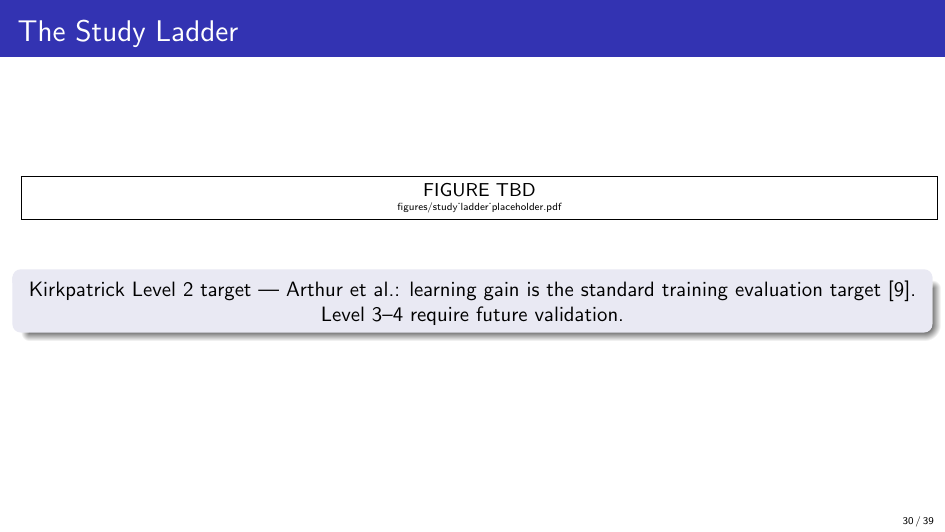 The Study Ladder
FIGURE TBD
figures/study˙ladder˙placeholder.pdf
Kirkpatrick Level 2 target — Arthur et al.: learning gain is the standard training evaluation target [9].
Level 3–4 require future validation.
30 / 39